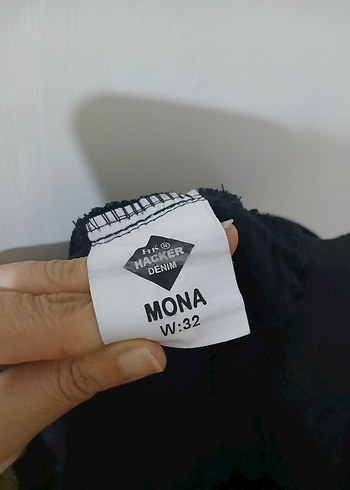 HK ®
HACKER
DENIM
MONA
W:32